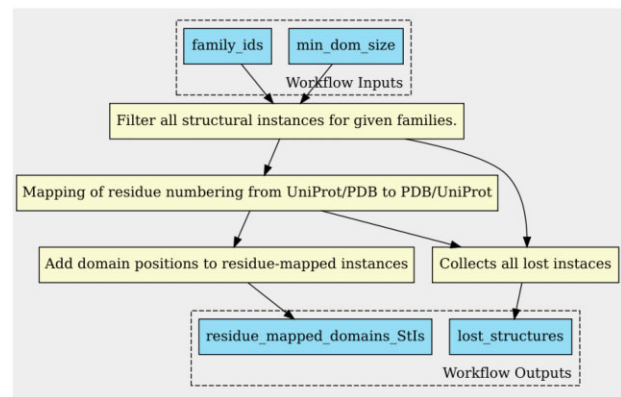 family_ids
min_dom_size
Workflow Inputs
Filter all structural instances for given families.
Mapping of residue numbering from UniProt/PDB to PDB/UniProt
Add domain positions to residue-mapped instances
Collects all lost instaces
residue_mapped_domains_StIs
lost_structures
Workflow Outputs